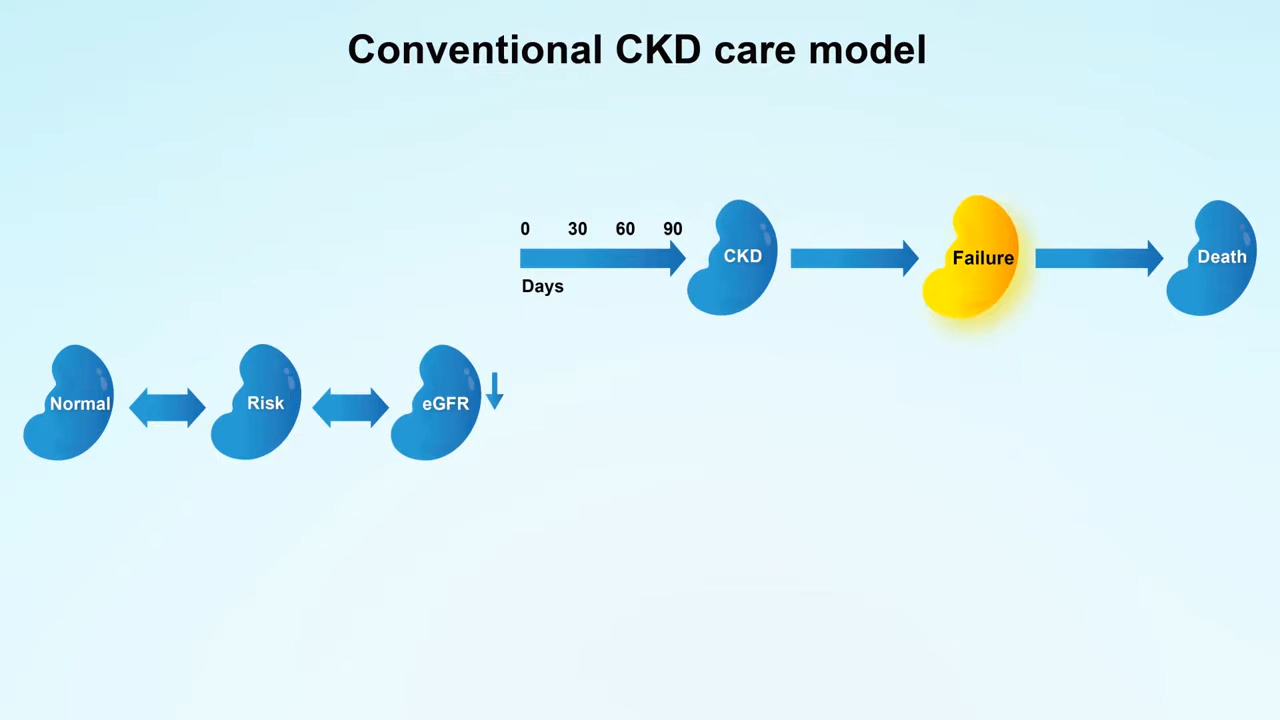 Conventional CKD care model
0 30 60 90
CKD
Failure
Death
Days
Normal
Risk
eGFR